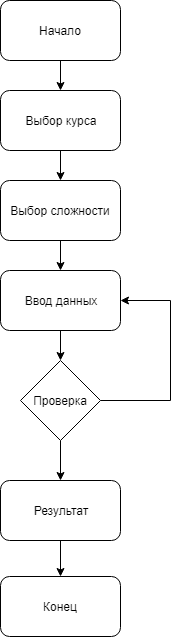 Начало
Выбор курса
Выбор сложности
Ввод данных
Проверка
Результат
Конец